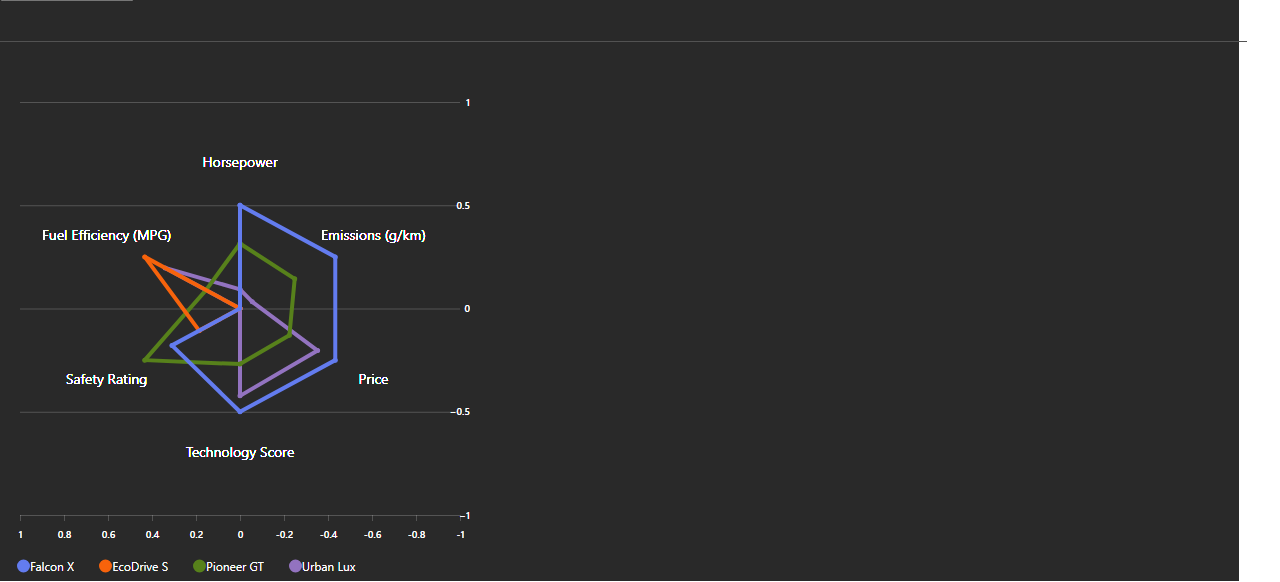 1
Horsepower
0.5
Fuel Efficiency (MPG)
Emissions (g/km)
0
Safety Rating
Price
–0.5
Technology Score
–1
1 0.8 0.6 0.4 0.2 0 -0.2 -0.4 -0.6 -0.8 -1
Falcon X EcoDrive S Pioneer GT Urban Lux